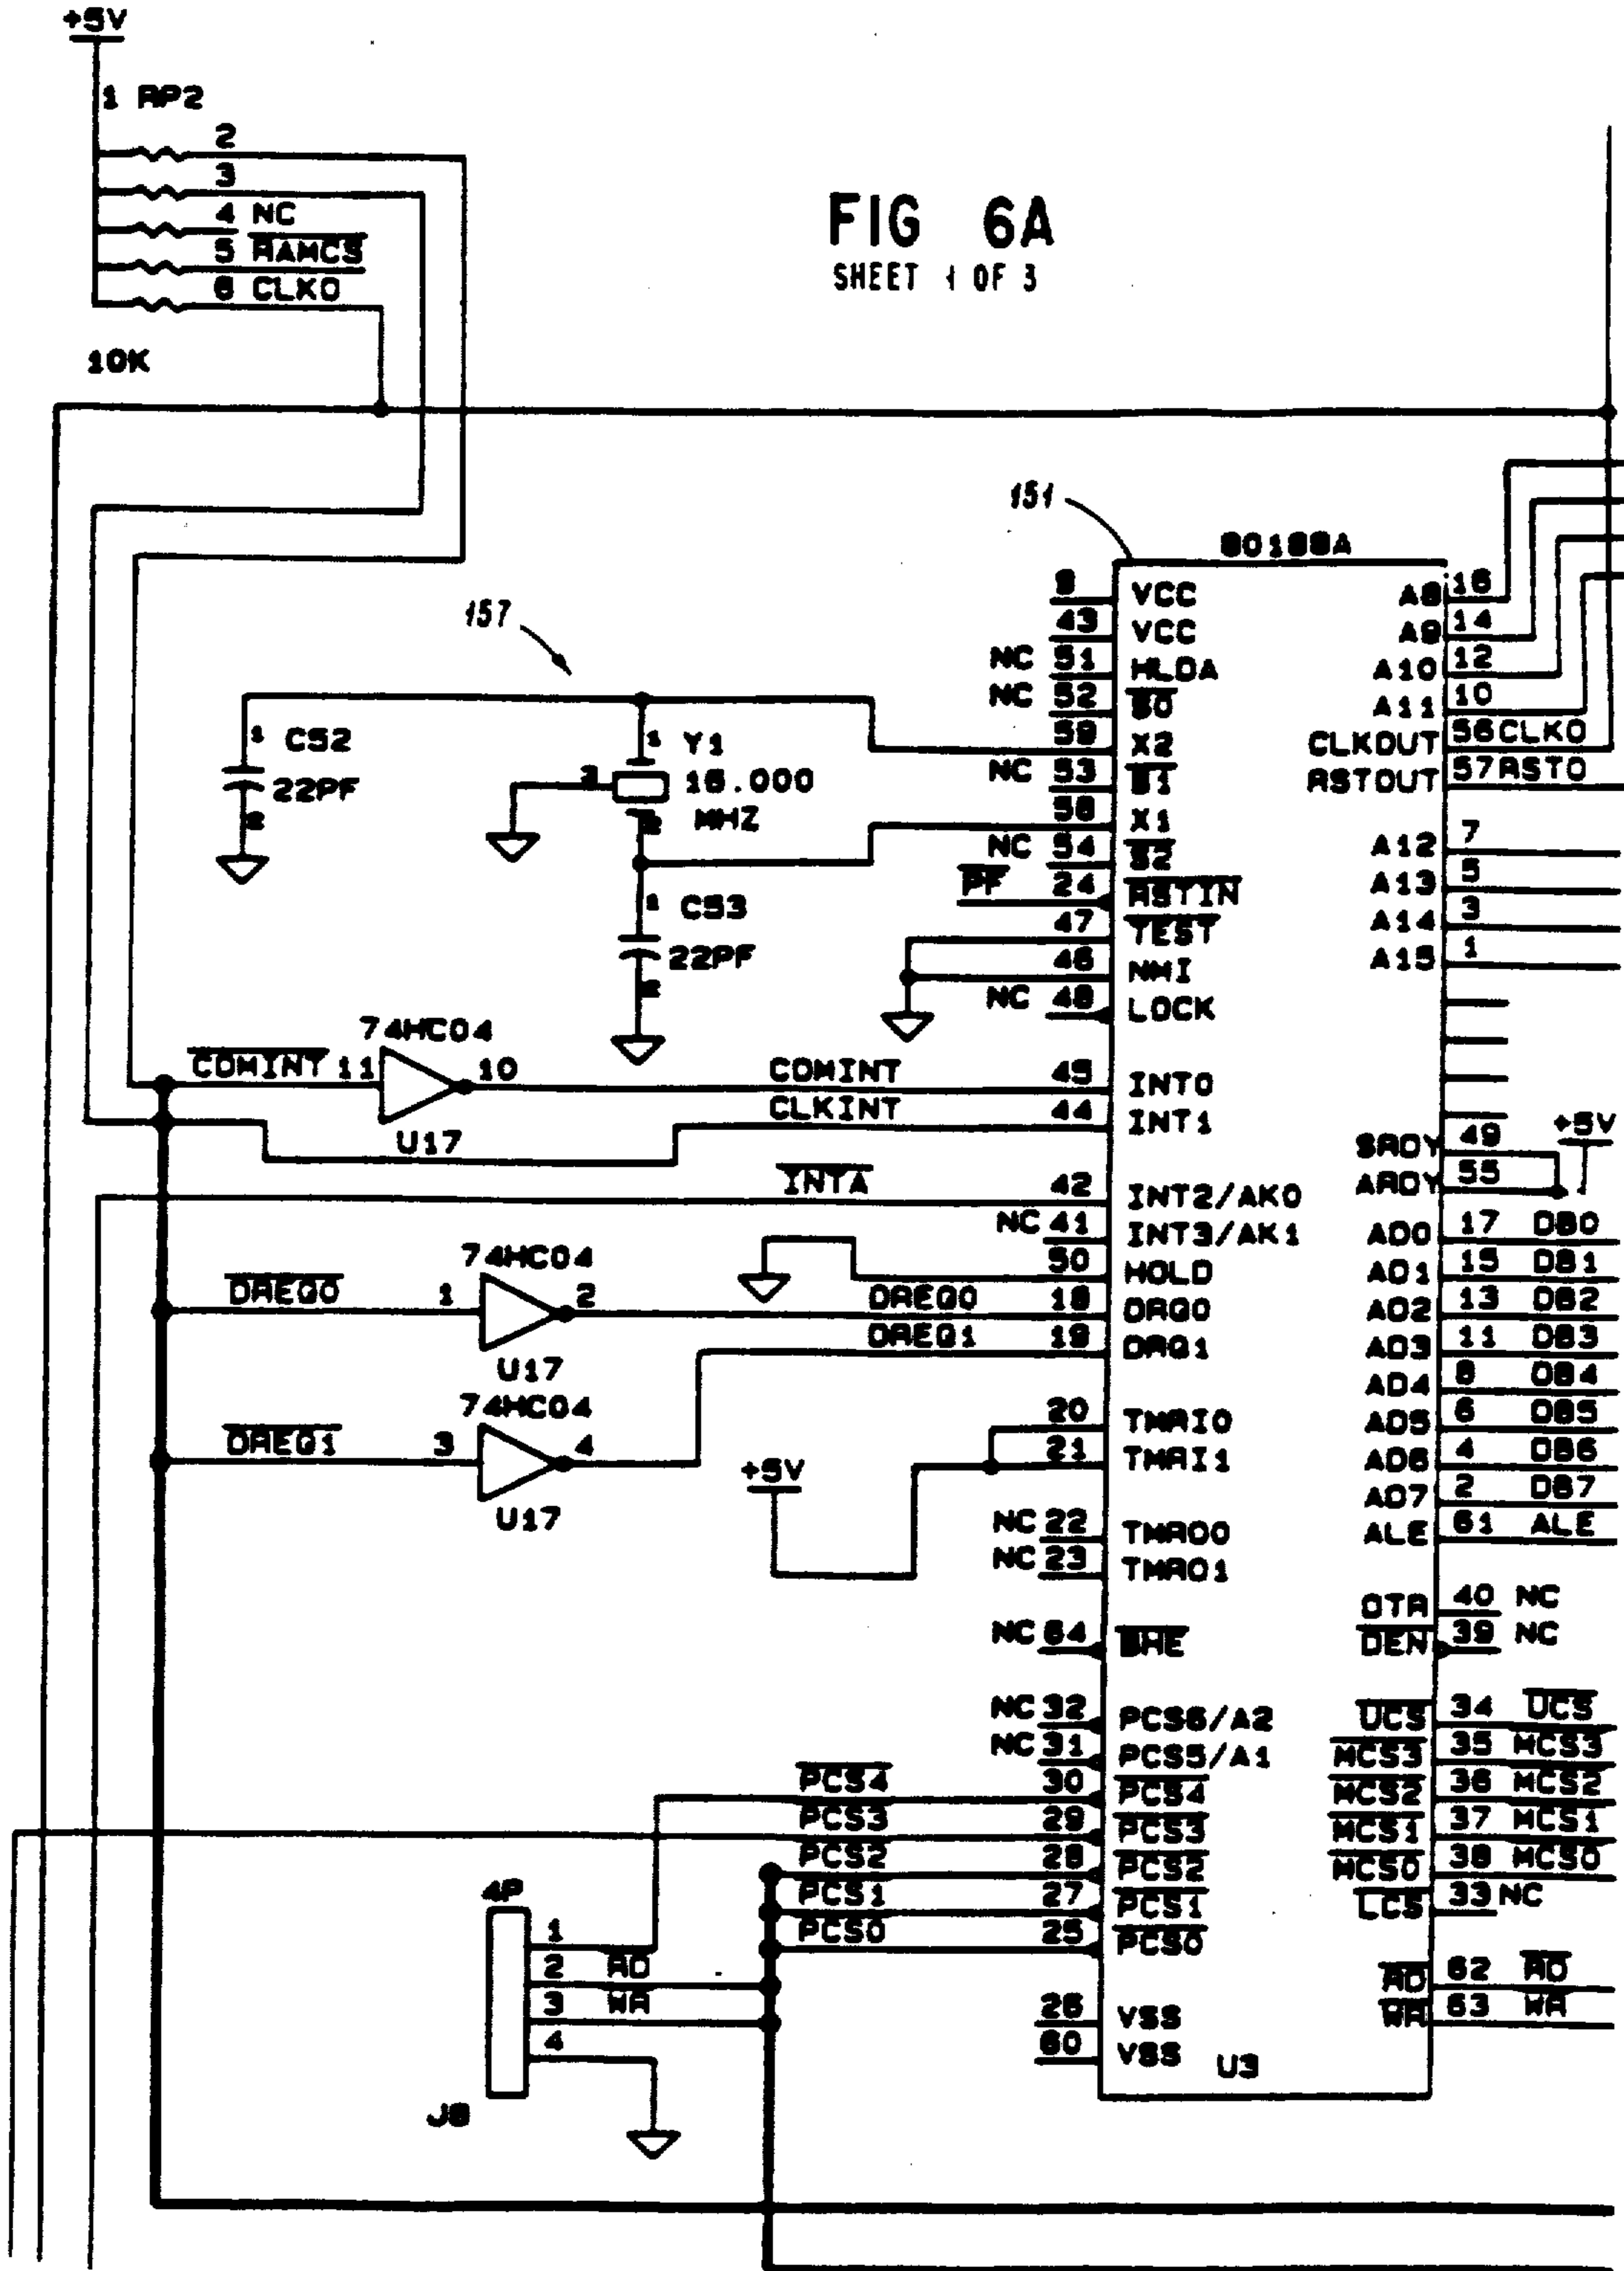 +5V
1 RP2
2
3
4 NC
5 RAMCS
6 CLKO
10K
FIG 6A
SHEET 1 OF 3
151
80188A
157
9 VCC
43 VCC
NC 51 HLDA
NC 52 S0
59 X2
NC 53 S1
58 X1
NC 54 S2
PF 24 RSTIN
47 TEST
46 NMI
NC 48 LOCK
A8 16
A9 14
A10 12
A11 10
CLKOUT 56 CLKO
RSTOUT 57 RSTO
A12 7
A13 5
A14 3
A15 1
1 C52
22PF
2
1 Y1
3 16.000
2 MHZ
1 C53
22PF
2
74HC04
COMINT 11
10
U17
COMINT 45 INT0
CLKINT 44 INT1
INTA 42 INT2/AK0
NC 41 INT3/AK1
50 HOLD
74HC04
DREQ0 1
2
U17
DREQ0 18 DRQ0
DREQ1 19 DRQ1
74HC04
DREQ1 3
4
U17
+5V
20 TMRI0
21 TMRI1
NC 22 TMRO0
NC 23 TMRO1
NC 64 BHE
NC 32 PCS6/A2
NC 31 PCS5/A1
PCS4 30 PCS4
PCS3 29 PCS3
PCS2 28 PCS2
PCS1 27 PCS1
PCS0 25 PCS0
26 VSS
60 VSS
U3
+5V
SRDY 49
ARDY 55
AD0 17 DB0
AD1 15 DB1
AD2 13 DB2
AD3 11 DB3
AD4 8 DB4
AD5 6 DB5
AD6 4 DB6
AD7 2 DB7
ALE 61 ALE
DTR 40 NC
DEN 39 NC
UCS 34 UCS
MCS3 35 MCS3
MCS2 36 MCS2
MCS1 37 MCS1
MCS0 38 MCS0
LCS 33 NC
RD 62 RD
WR 63 WR
4P
1
2 RD
3 WR
4
J8